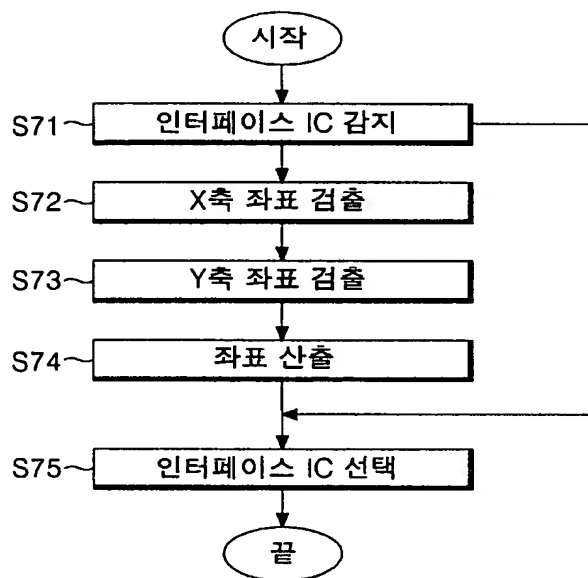 시작
S71 인터페이스 IC 감지
S72 X축 좌표 검출
S73 Y축 좌표 검출
S74 좌표 산출
S75 인터페이스 IC 선택
끝